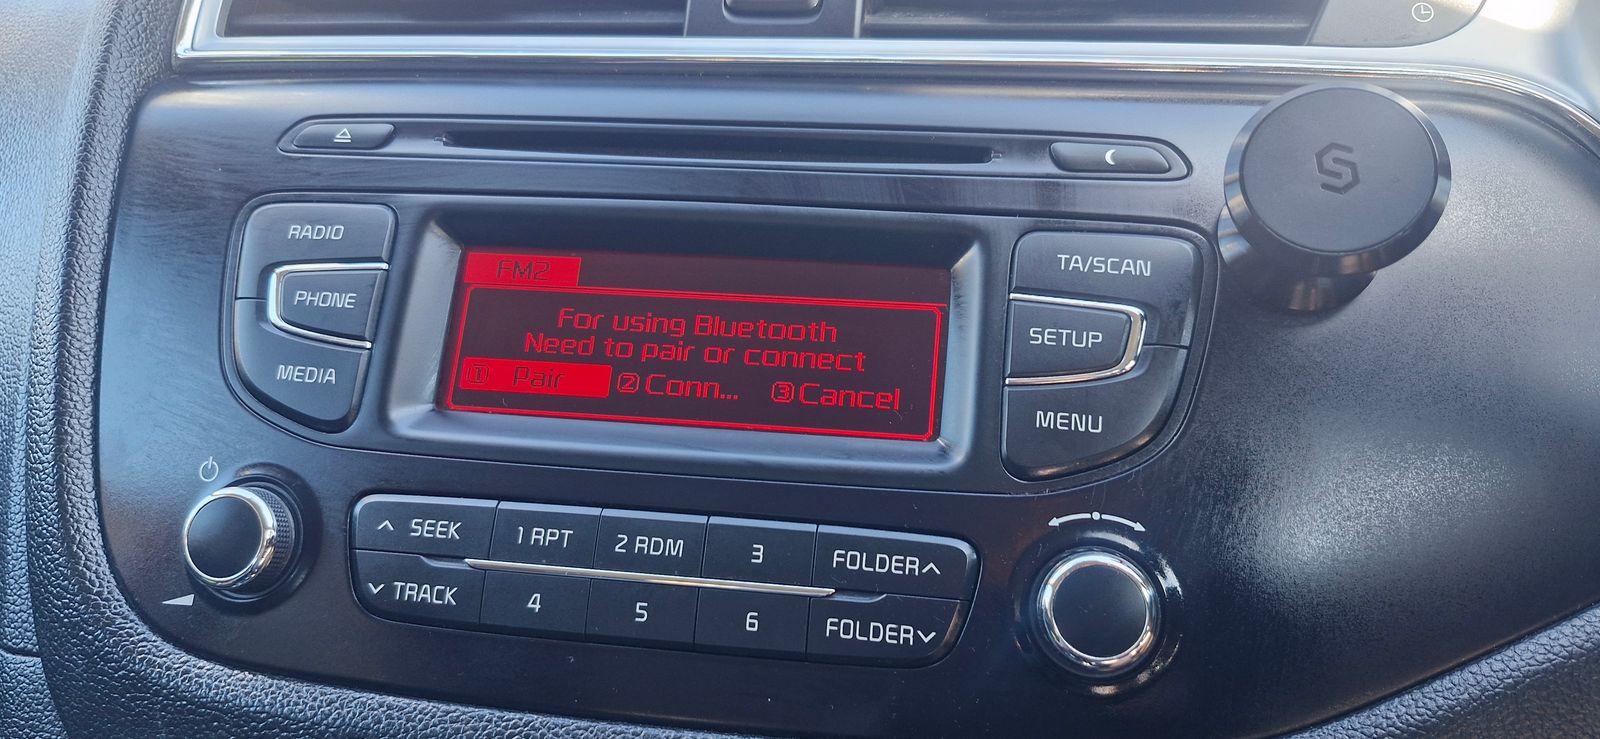 RADIO
PHONE
MEDIA
FM2
For using Bluetooth
Need to pair or connect
1 Pair 2 Conn... 3 Cancel
TA/SCAN
SETUP
MENU
SEEK
TRACK
1 RPT
2 RDM
3
4
5
6
FOLDER
FOLDER
S